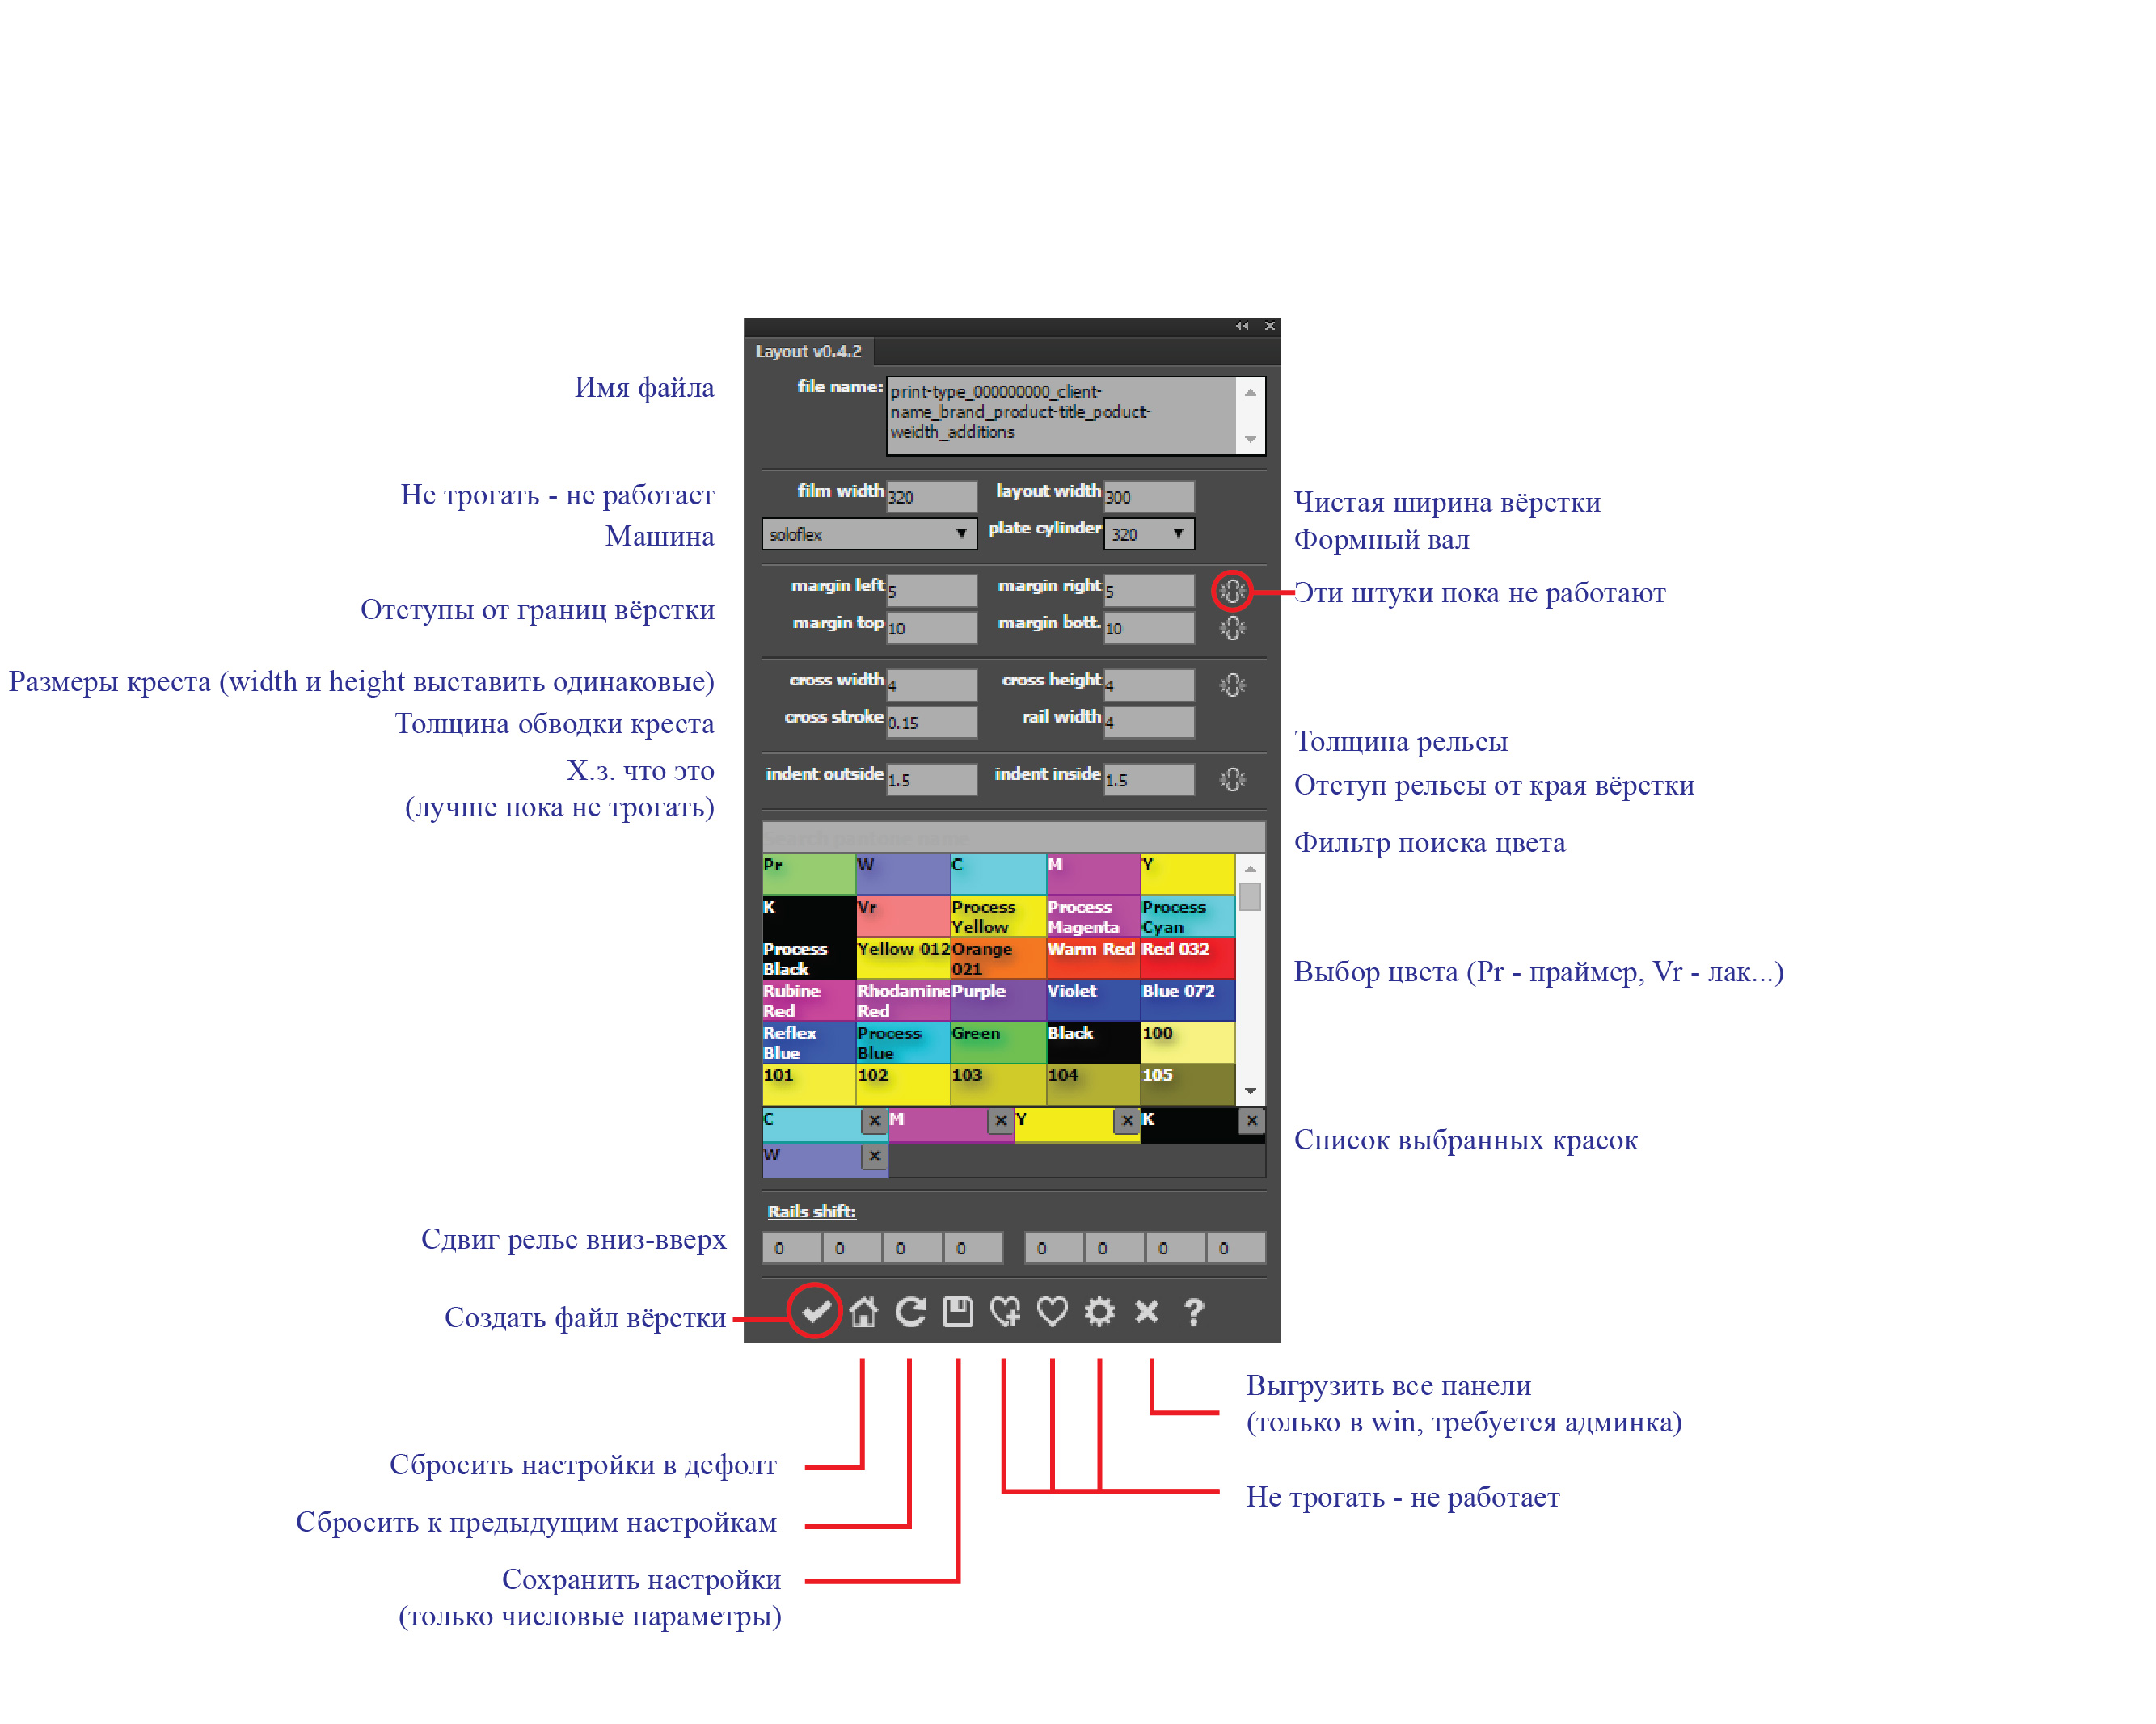 Layout v0.4.2
Имя файла
file name:
print-type_000000000_client-
name_brand_product-title_poduct-
weidth_additions
Не трогать - не работает
film width 320 layout width 300
Чистая ширина вёрстки
Машина
soloflex plate cylinder 320
Формный вал
margin left 5 margin right 5
Эти штуки пока не работают
Отступы от границ вёрстки
margin top 10 margin bott. 10
Размеры креста (width и height выставить одинаковые)
cross width 4 cross height 4
Толщина обводки креста
cross stroke 0.15 rail width 4
Толщина рельсы
Х.з. что это
(лучше пока не трогать)
indent outside 1.5 indent inside 1.5
Отступ рельсы от края вёрстки
Search pantone name
Фильтр поиска цвета
Pr W C M Y
K Vr Process Yellow Process Magenta Process Cyan
Process Black Yellow 012 Orange 021 Warm Red Red 032
Выбор цвета (Pr - праймер, Vr - лак...)
Rubine Red Rhodamine Red Purple Violet Blue 072
Reflex Blue Process Blue Green Black 100
101 102 103 104 105
C M Y K
W
Список выбранных красок
Rails shift:
Сдвиг рельс вниз-вверх
0 0 0 0 0 0 0 0
Создать файл вёрстки
Выгрузить все панели
(только в win, требуется админка)
Сбросить настройки в дефолт
Не трогать - не работает
Сбросить к предыдущим настройкам
Сохранить настройки
(только числовые параметры)